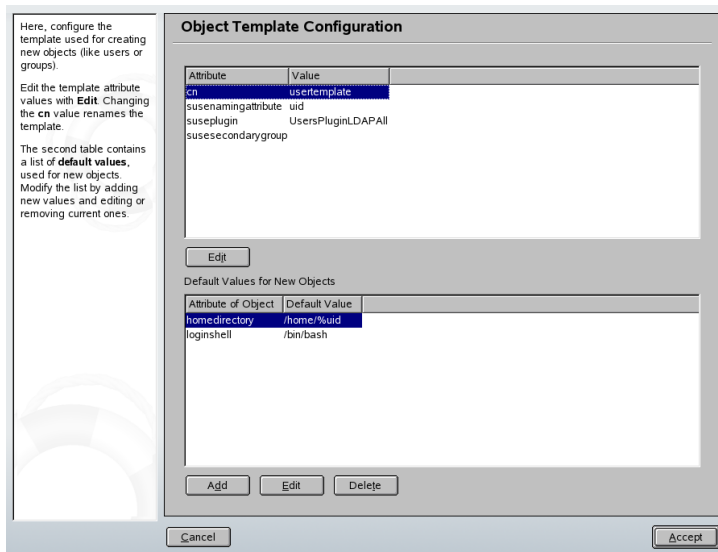 Here, configure the
template used for creating
new objects (like users or
groups).
Edit the template attribute
values with Edit. Changing
the cn value renames the
template.
The second table contains
a list of default values,
used for new objects.
Modify the list by adding
new values and editing or
removing current ones.
Object Template Configuration
Attribute Value
cn usertemplate
susenamingattribute uid
suseplugin UsersPluginLDAPAll
susesecondarygroup
Edit
Default Values for New Objects
Attribute of Object Default Value
homedirectory /home/%uid
loginshell /bin/bash
Add Edit Delete
Cancel Accept